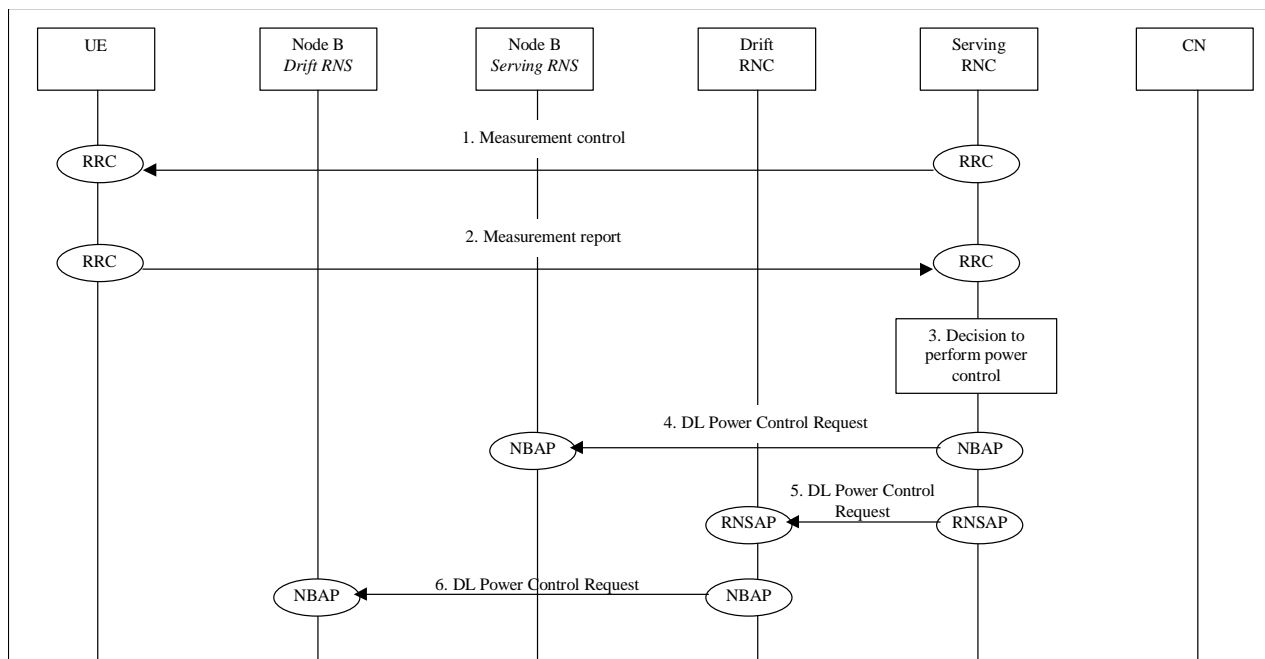 UE
Node B
Drift RNS
Node B
Serving RNS
Drift
RNC
Serving
RNC
CN
1. Measurement control
RRC
RRC
2. Measurement report
RRC
RRC
3. Decision to
perform power
control
4. DL Power Control Request
NBAP
NBAP
5. DL Power Control
Request
RNSAP
RNSAP
6. DL Power Control Request
NBAP
NBAP